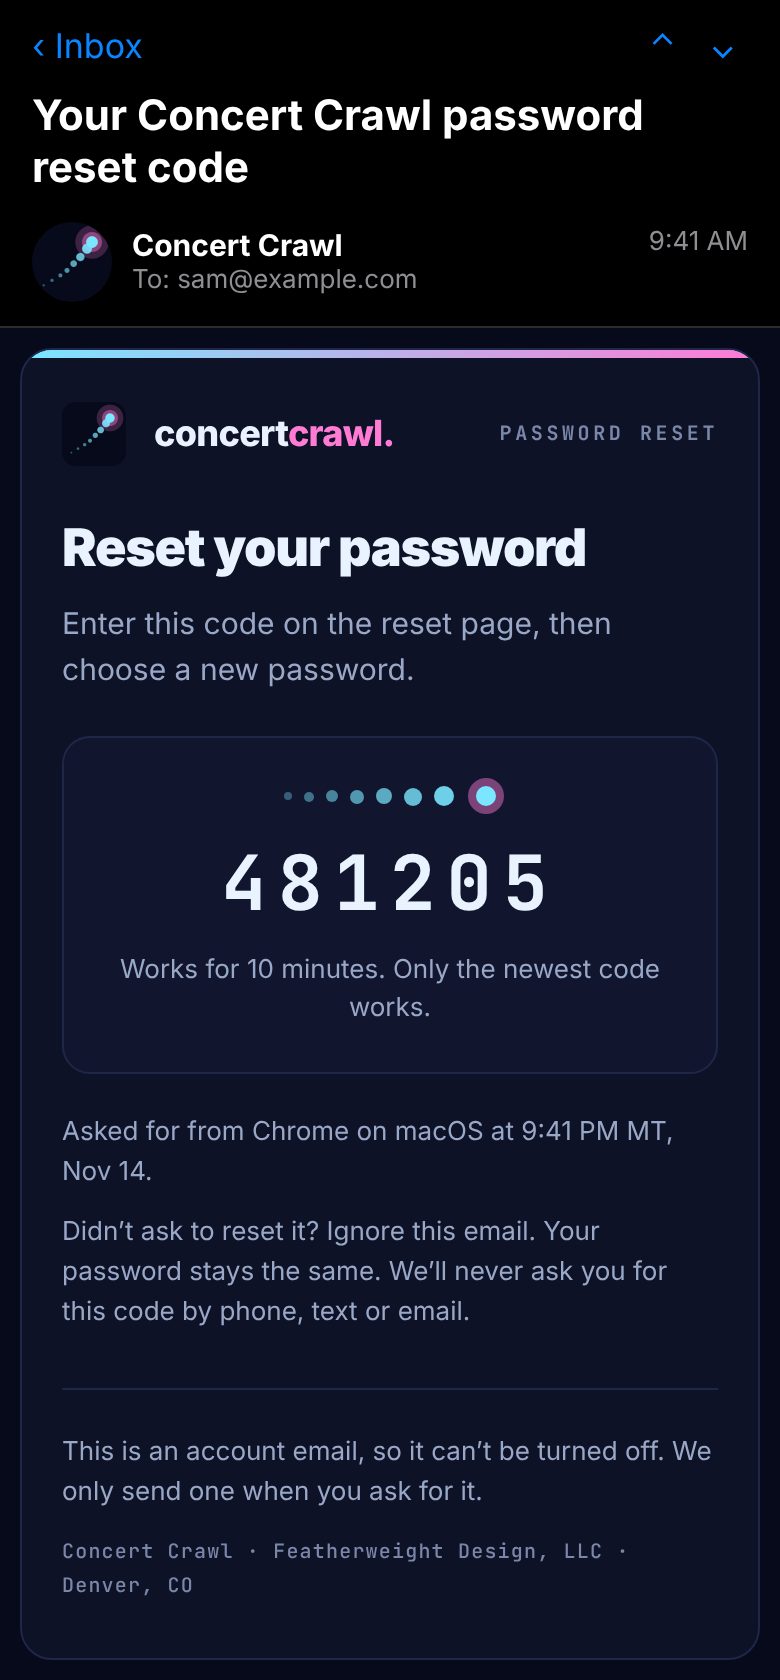 ‹ Inbox
Your Concert Crawl password
reset code
Concert Crawl
9:41 AM
To: sam@example.com
concertcrawl.
PASSWORD RESET
Reset your password
Enter this code on the reset page, then
choose a new password.
481205
Works for 10 minutes. Only the newest code
works.
Asked for from Chrome on macOS at 9:41 PM MT,
Nov 14.
Didn’t ask to reset it? Ignore this email. Your
password stays the same. We’ll never ask you for
this code by phone, text or email.
This is an account email, so it can’t be turned off. We
only send one when you ask for it.
Concert Crawl · Featherweight Design, LLC ·
Denver, CO